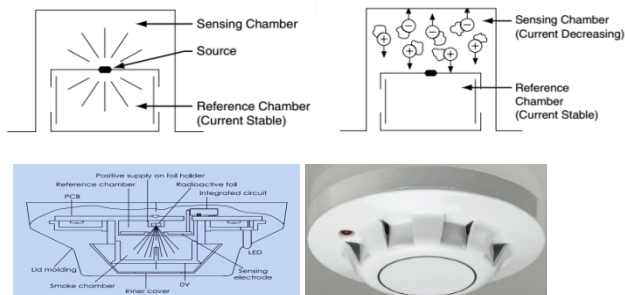 Sensing Chamber
Source
Reference Chamber
(Current Stable)
Sensing Chamber
(Current Decreasing)
Reference
Chamber
(Current Stable)
Positive supply on foil holder
Reference chamber
Radioactive foil
Integrated circuit
PCB
LED
Lid molding
Sensing
electrode
Smoke chamber
0V
Inner cover